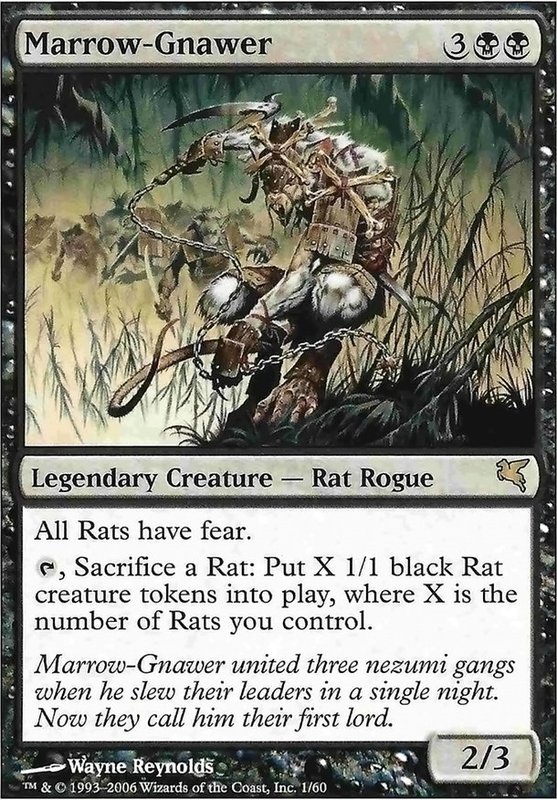 Marrow-Gnawer 3
Legendary Creature — Rat Rogue
All Rats have fear.
, Sacrifice a Rat: Put X 1/1 black Rat
creature tokens into play, where X is the
number of Rats you control.
Marrow-Gnawer united three nezumi gangs
when he slew their leaders in a single night.
Now they call him their first lord.
2/3
Wayne Reynolds
™ & © 1993–2006 Wizards of the Coast, Inc. 1/60